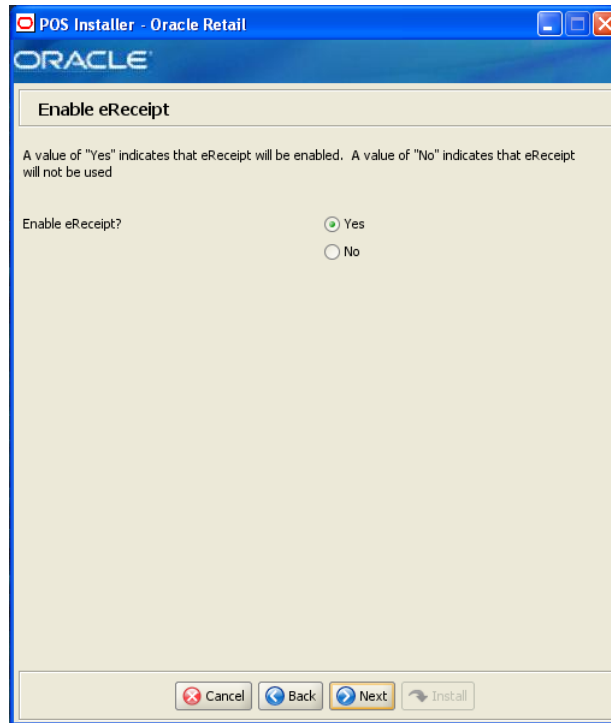 POS Installer - Oracle Retail
ORACLE
Enable eReceipt
A value of "Yes" indicates that eReceipt will be enabled. A value of "No" indicates that eReceipt
will not be used
Enable eReceipt?
Yes
No
Cancel
Back
Next
Install